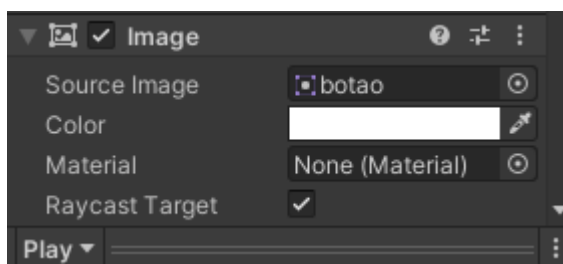 Image
Source Image botao
Color
Material None (Material)
Raycast Target
Play